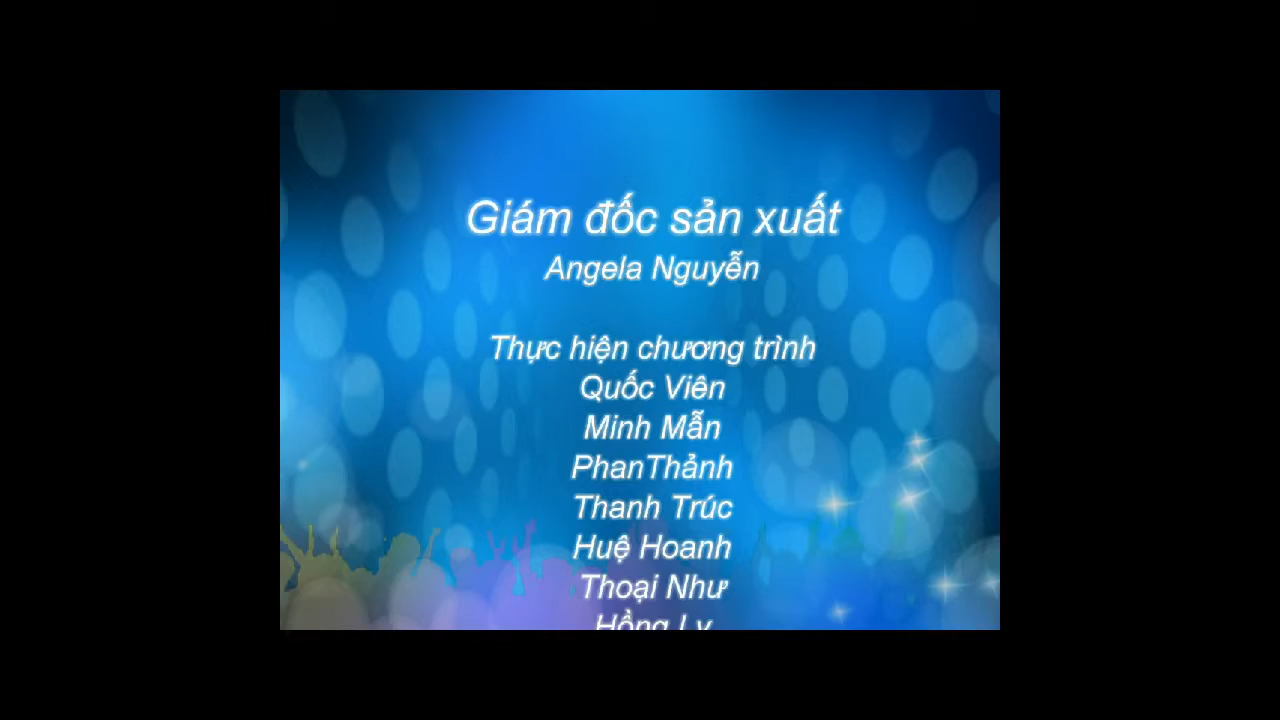 Giám đốc sản xuất
Angela Nguyễn
Thực hiện chương trình
Quốc Viên
Minh Mẫn
PhanThảnh
Thanh Trúc
Huệ Hoanh
Thoại Như
Hồng